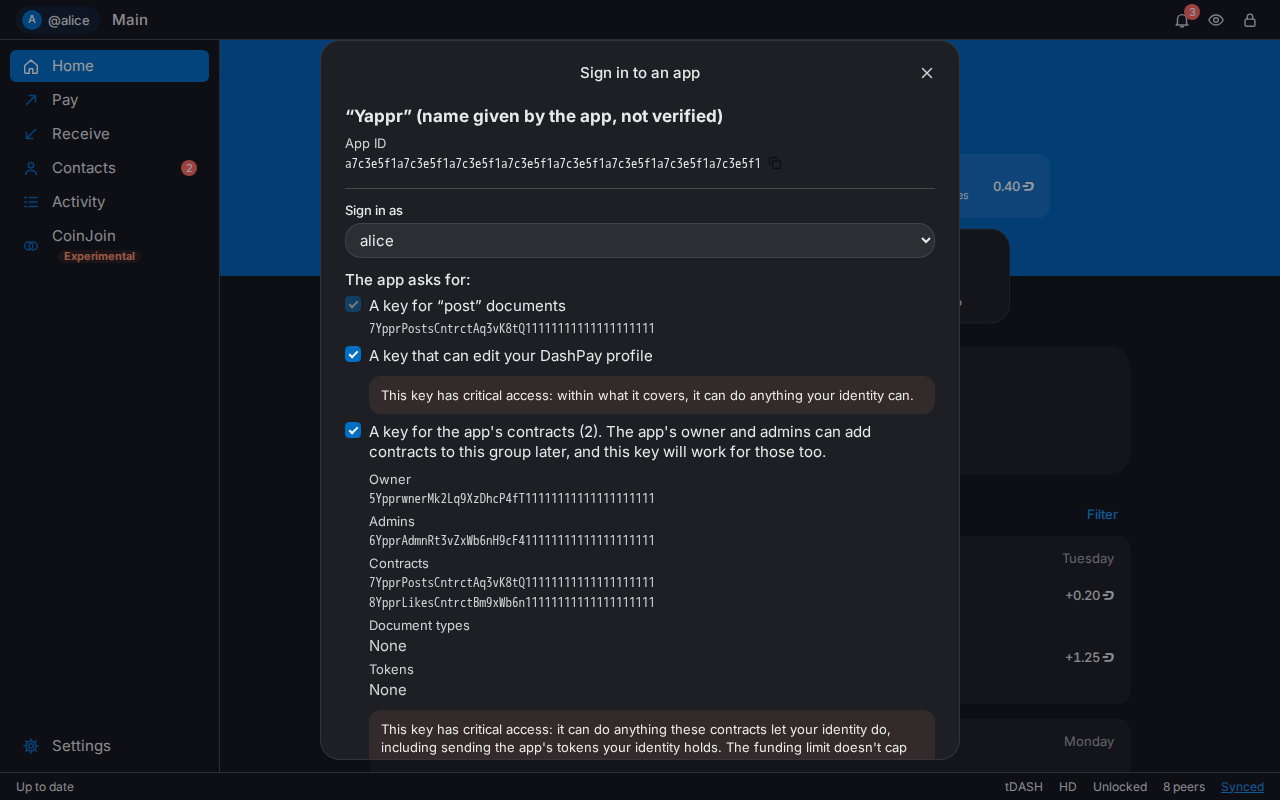 A @alice Main
3
Home
Pay
Receive
Contacts 2
Activity
CoinJoin
Experimental
Settings
Sign in to an app
“Yappr” (name given by the app, not verified)
App ID
a7c3e5f1a7c3e5f1a7c3e5f1a7c3e5f1a7c3e5f1a7c3e5f1a7c3e5f1a7c3e5f1
Sign in as
alice
The app asks for:
A key for “post” documents
7YpprPostsCntrctAq3vK8tQ11111111111111111111
A key that can edit your DashPay profile
This key has critical access: within what it covers, it can do anything your identity can.
A key for the app's contracts (2). The app's owner and admins can add
contracts to this group later, and this key will work for those too.
Owner
5YpprwnerMk2Lq9XzDhcP4fT11111111111111111111
Admins
6YpprAdmnRt3vZxWb6nH9cF411111111111111111111
Contracts
7YpprPostsCntrctAq3vK8tQ11111111111111111111
8YpprLikesCntrctBm9xWb6n11111111111111111111
Document types
None
Tokens
None
This key has critical access: it can do anything these contracts let your identity do,
including sending the app's tokens your identity holds. The funding limit doesn't cap
0.40
es
Filter
Tuesday
+0.20
+1.25
Monday
Up to date
tDASH HD Unlocked 8 peers Synced